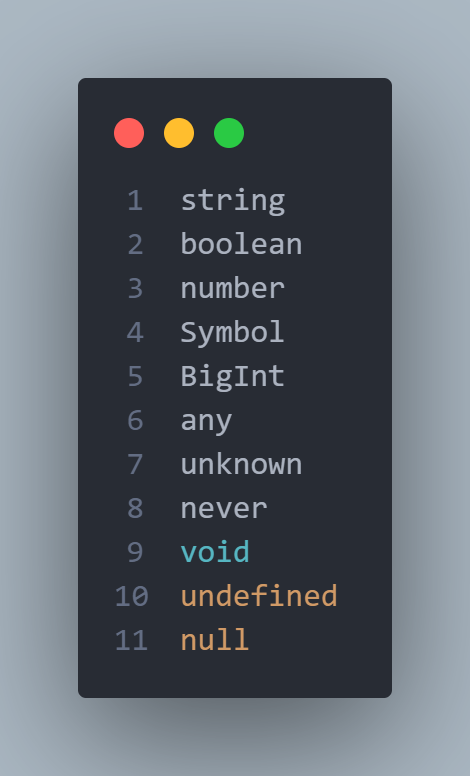 1 string
2 boolean
3 number
4 Symbol
5 BigInt
6 any
7 unknown
8 never
9 void
10 undefined
11 null